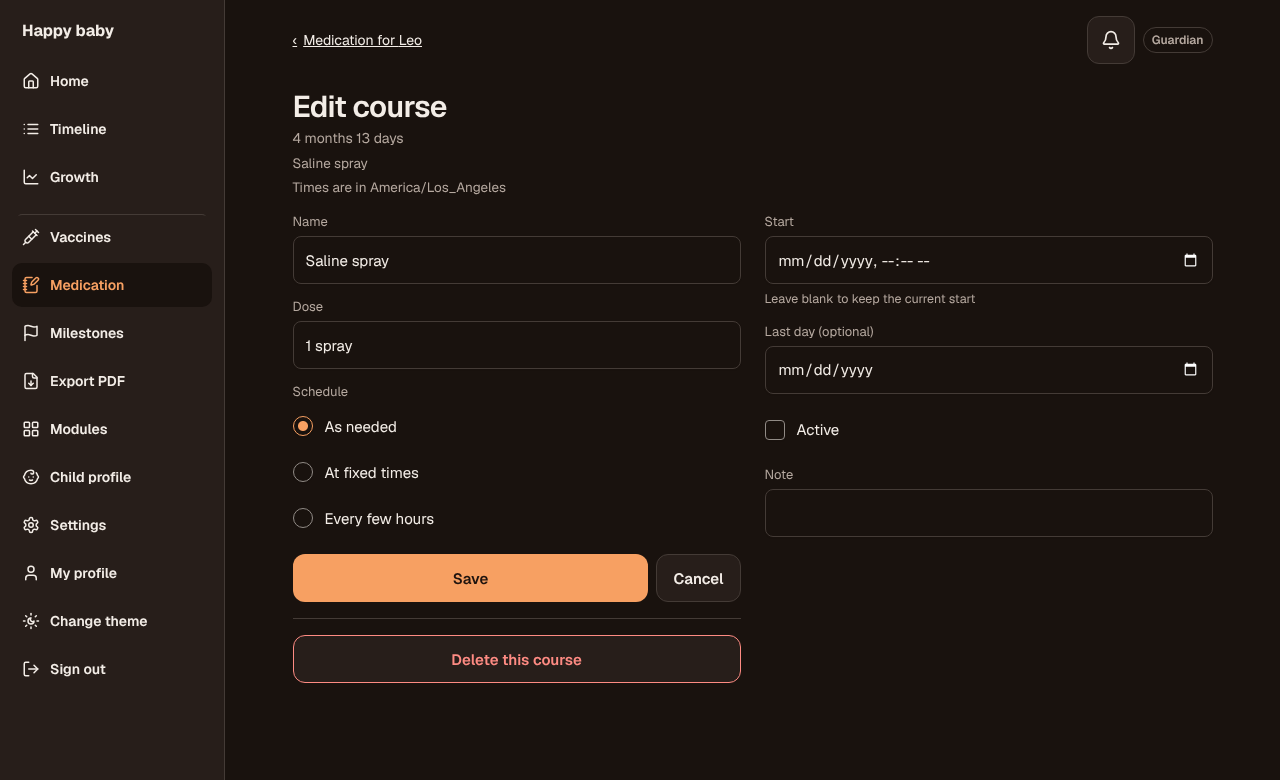 Happy baby
Home
Timeline
Growth
Vaccines
Medication
Milestones
Export PDF
Modules
Child profile
Settings
My profile
Change theme
Sign out
‹ Medication for Leo
Guardian
Edit course
4 months 13 days
Saline spray
Times are in America/Los_Angeles
Name
Saline spray
Dose
1 spray
Schedule
As needed
At fixed times
Every few hours
Save
Cancel
Delete this course
Start
mm/dd/yyyy, --:-- --
Leave blank to keep the current start
Last day (optional)
mm/dd/yyyy
Active
Note